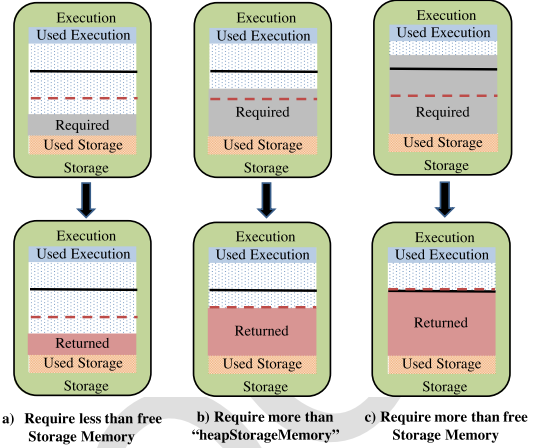 Execution
Used Execution
Required
Used Storage
Storage
Execution
Used Execution
Required
Used Storage
Storage
Execution
Used Execution
Required
Used Storage
Storage
Execution
Used Execution
Returned
Used Storage
Storage
Execution
Used Execution
Returned
Used Storage
Storage
Execution
Used Execution
Returned
Used Storage
Storage
a) Require less than free
Storage Memory
b) Require more than
“heapStorageMemory”
c) Require more than free
Storage Memory